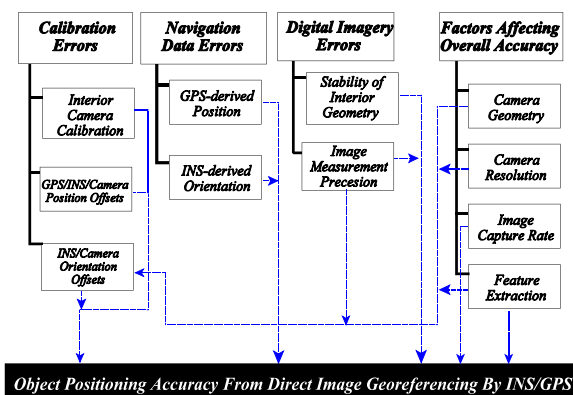 Calibration
Errors
Interior
Camera
Calibration
GPS/INS/Camera
Position Offsets
INS/Camera
Orientation
Offsets
Navigation
Data Errors
GPS-derived
Position
INS-derived
Orientation
Digital Imagery
Errors
Stability of
Interior
Geometry
Image
Measurement
Precesion
Factors Affecting
Overall Accuracy
Camera
Geometry
Camera
Resolution
Image
Capture Rate
Feature
Extraction
Object Positioning Accuracy From Direct Image Georeferencing By INS/GPS